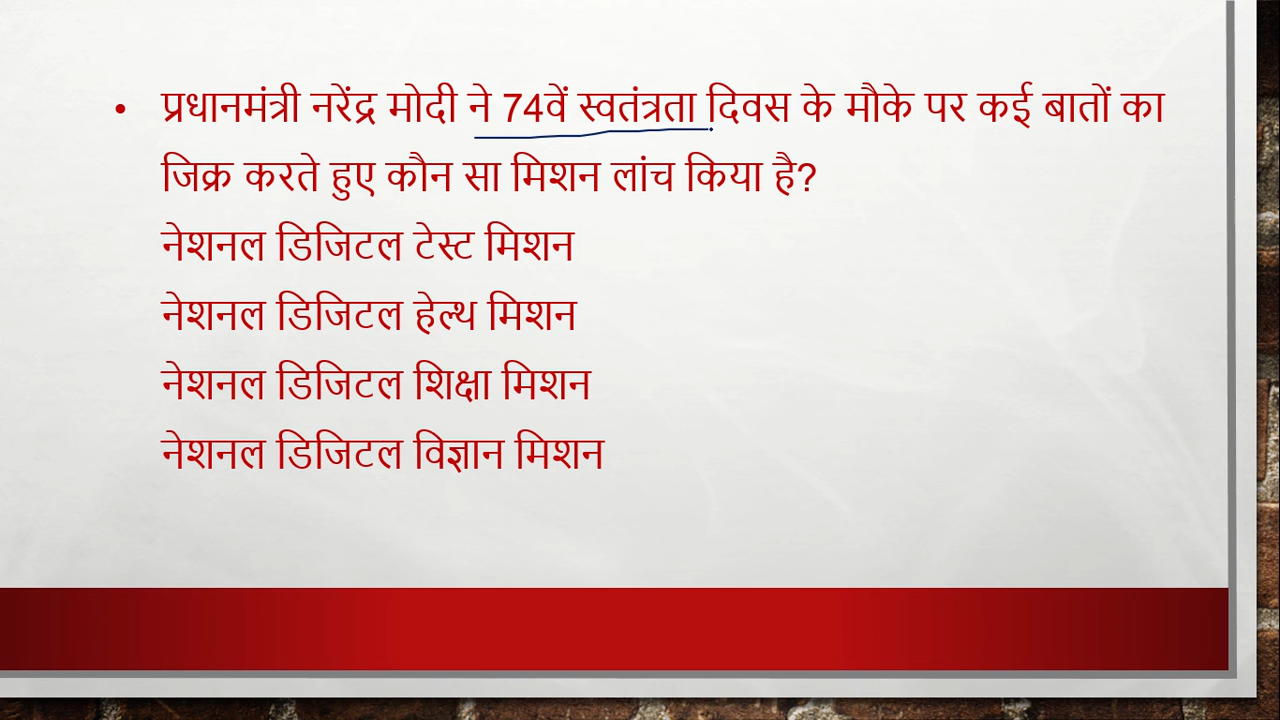 • प्रधानमंत्री नरेंद्र मोदी ने 74वें स्वतंत्रता दिवस के मौके पर कई बातों का
जिक्र करते हुए कौन सा मिशन लांच किया है?
नेशनल डिजिटल टेस्ट मिशन
नेशनल डिजिटल हेल्थ मिशन
नेशनल डिजिटल शिक्षा मिशन
नेशनल डिजिटल विज्ञान मिशन